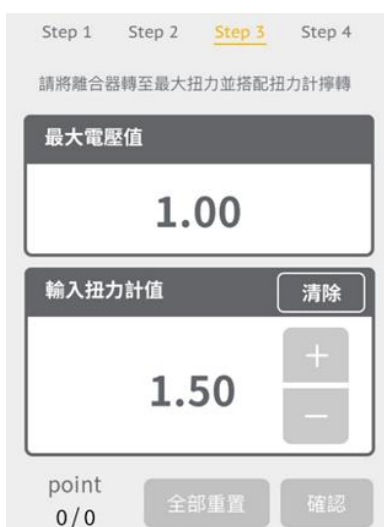 Step 1 Step 2 Step 3 Step 4
請將離合器轉至最大扭力並搭配扭力計擰轉
最大電壓值
1.00
輸入扭力計值 清除
+
1.50
−
point
0/0 全部重置 確認